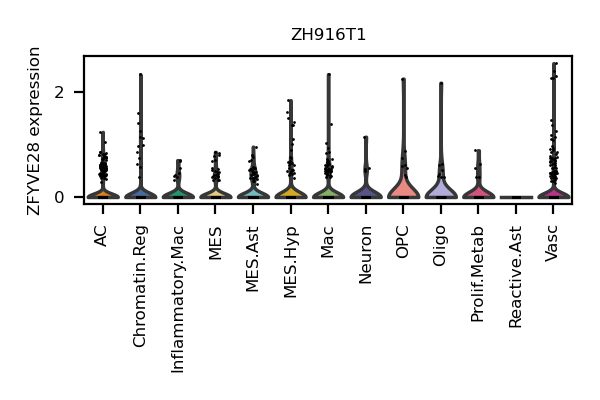 ZH916T1
ZFYVE28 expression
2
0
AC
Chromatin.Reg
Inflammatory.Mac
MES
MES.Ast
MES.Hyp
Mac
Neuron
OPC
Oligo
Prolif.Metab
Reactive.Ast
Vasc